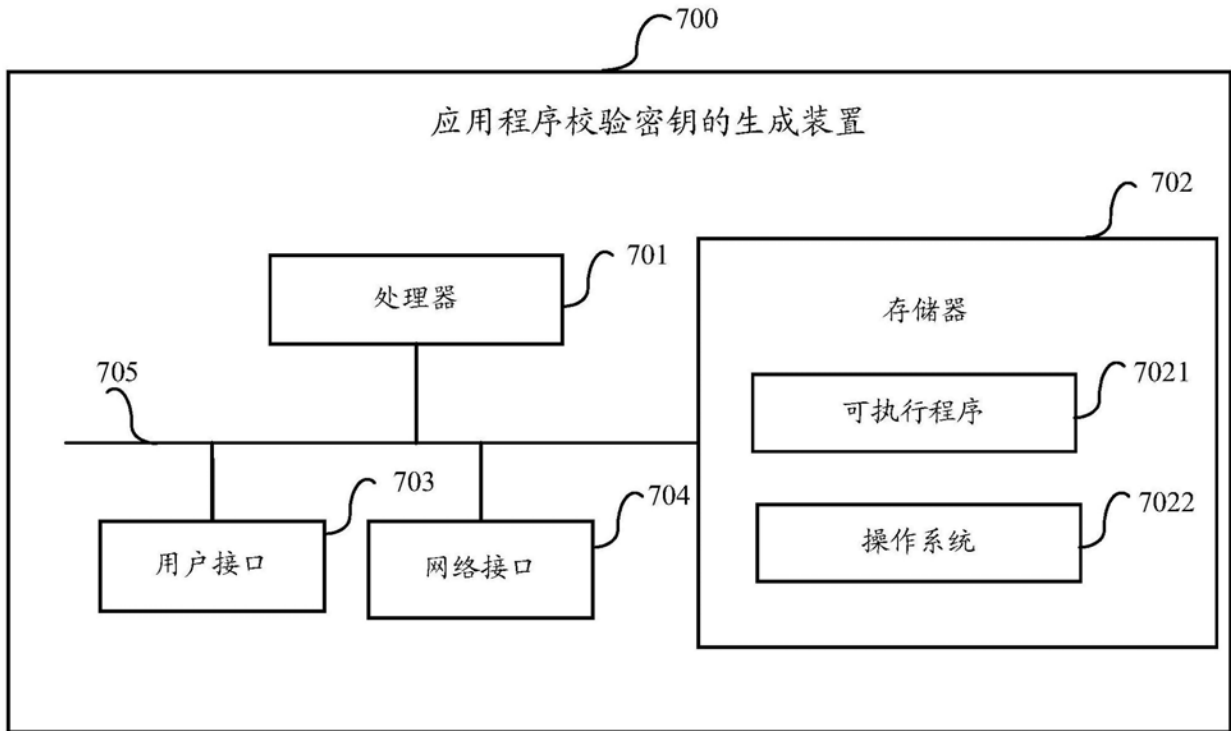 700
应用程序校验密钥的生成装置
702
701
处理器
存储器
705
7021
可执行程序
703
704
7022
用户接口
网络接口
操作系统